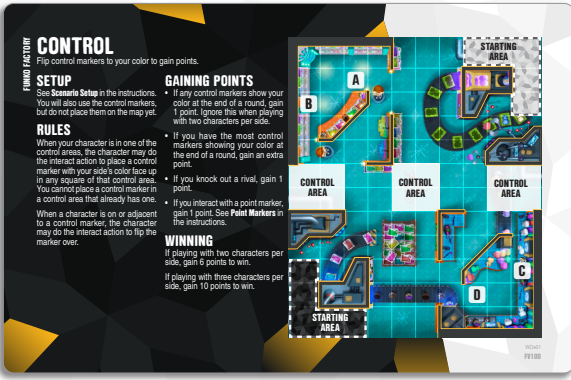 FUNKO FACTORY
CONTROL
Flip control markers to your color to gain points.
SETUP
See Scenario Setup in the instructions.
You will also use the control markers,
but do not place them on the map yet.
RULES
When your character is in one of the
control areas, the character may do
the interact action to place a control
marker with your side's color face up
in any square of that control area.
You cannot place a control marker in
a control area that already has one.
When a character is on or adjacent
to a control marker, the character
may do the interact action to flip the
marker over.
GAINING POINTS
• If any control markers show your
color at the end of a round, gain
1 point. Ignore this when playing
with two characters per side.
• If you have the most control
markers showing your color at
the end of a round, gain an extra
point.
• If you knock out a rival, gain 1
point.
• If you interact with a point marker,
gain 1 point. See Point Markers in
the instructions.
WINNING
If playing with two characters per
side, gain 6 points to win.
If playing with three characters per
side, gain 10 points to win.
STARTING
AREA
A
B
CONTROL
AREA
CONTROL
AREA
CONTROL
AREA
C
D
STARTING
AREA